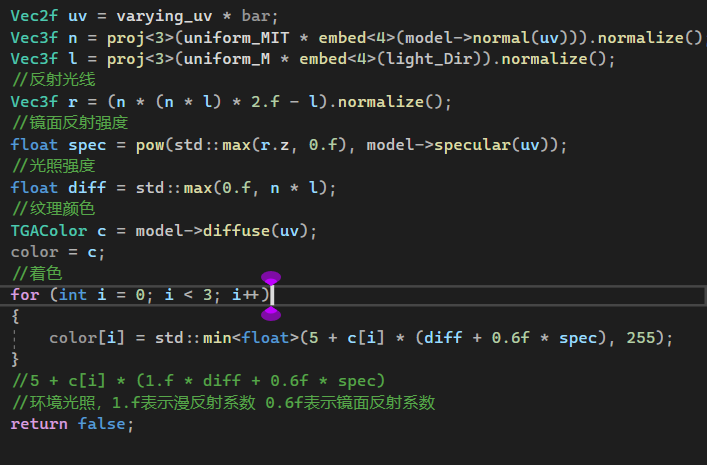 Vec2f uv = varying_uv * bar;
Vec3f n = proj<3>(uniform_MIT * embed<4>(model->normal(uv))).normalize()
Vec3f l = proj<3>(uniform_M * embed<4>(light_Dir)).normalize();
//反射光线
Vec3f r = (n * (n * l) * 2.f - l).normalize();
//镜面反射强度
float spec = pow(std::max(r.z, 0.f), model->specular(uv));
//光照强度
float diff = std::max(0.f, n * l);
//纹理颜色
TGAColor c = model->diffuse(uv);
color = c;
//着色
for (int i = 0; i < 3; i++)
{
    color[i] = std::min<float>(5 + c[i] * (diff + 0.6f * spec), 255);
}
//5 + c[i] * (1.f * diff + 0.6f * spec)
//环境光照, 1.f表示漫反射系数 0.6f表示镜面反射系数
return false;